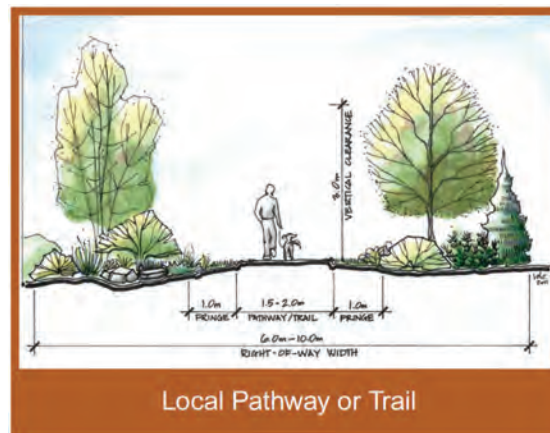 3.0m
VERTICAL CLEARANCE
1.0m
FRINGE
1.5-2.0m
PATHWAY/TRAIL
1.0m
FRINGE
6.0m-10.0m
RIGHT-OF-WAY WIDTH
Local Pathway or Trail